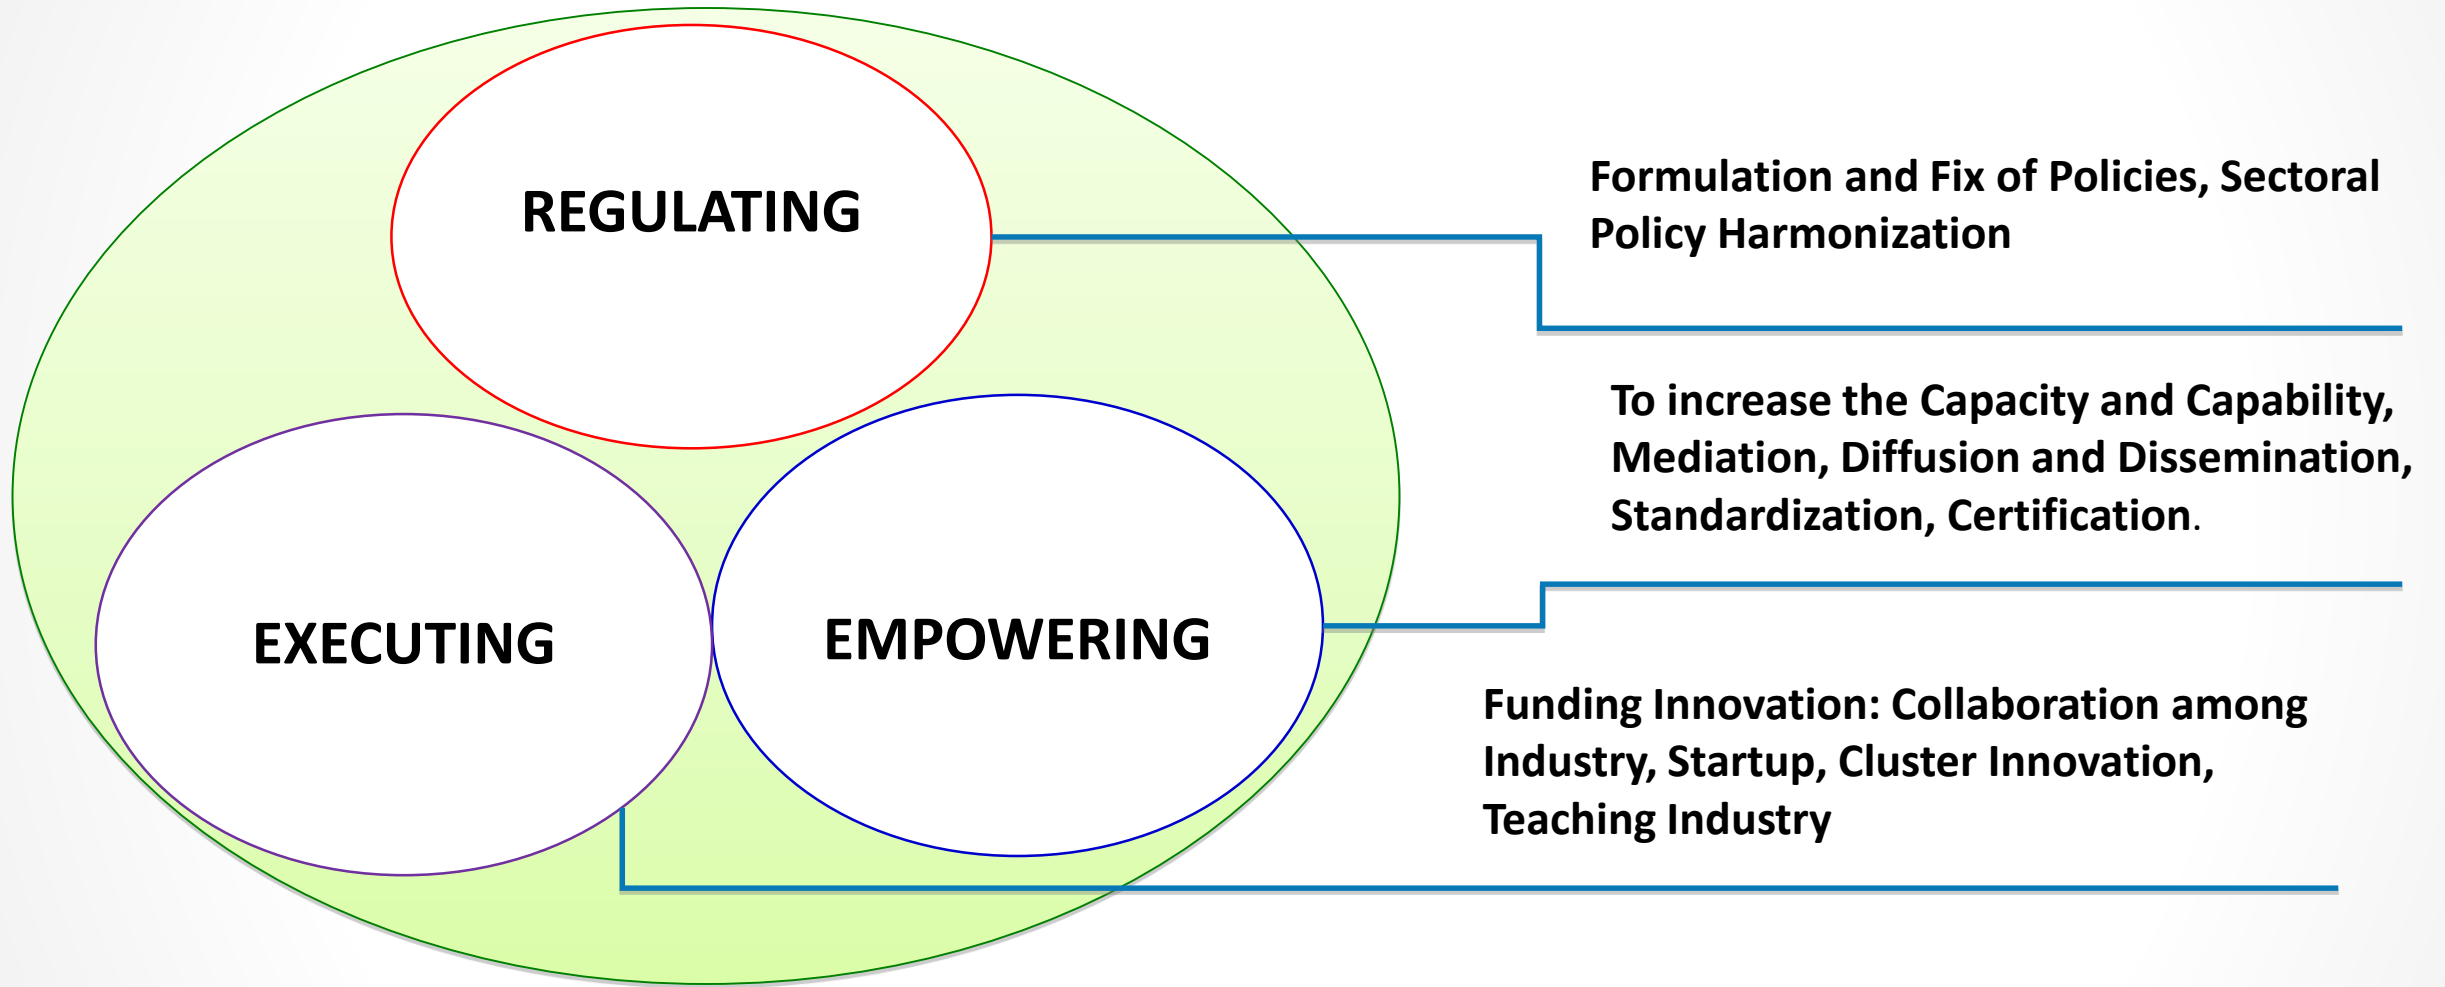 REGULATING
Formulation and Fix of Policies, Sectoral
Policy Harmonization
To increase the Capacity and Capability,
Mediation, Diffusion and Dissemination,
Standardization, Certification.
EXECUTING
EMPOWERING
Funding Innovation: Collaboration among
Industry, Startup, Cluster Innovation,
Teaching Industry